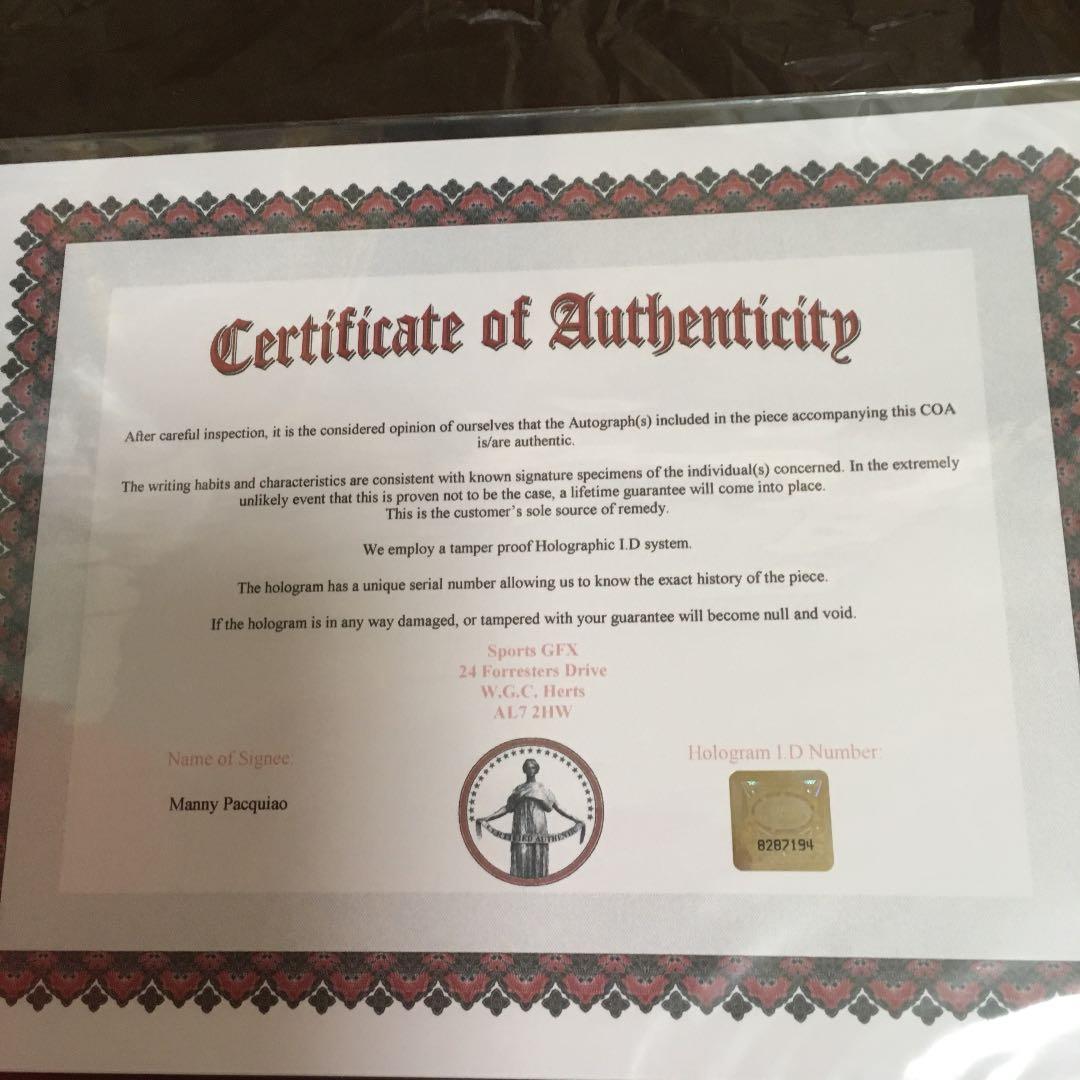 Certificate of Authenticity
After careful inspection, it is the considered opinion of ourselves that the Autograph(s) included in the piece accompanying this COA
is/are authentic.
The writing habits and characteristics are consistent with known signature specimens of the individual(s) concerned. In the extremely
unlikely event that this is proven not to be the case, a lifetime guarantee will come into place.
This is the customer's sole source of remedy.
We employ a tamper proof Holographic I.D system.
The hologram has a unique serial number allowing us to know the exact history of the piece.
If the hologram is in any way damaged, or tampered with your guarantee will become null and void.
Sports GFX
24 Forresters Drive
W.G.C, Herts
AL7 2HW
Name of Signee:
Hologram I.D Number:
Manny Pacquiao
8287194